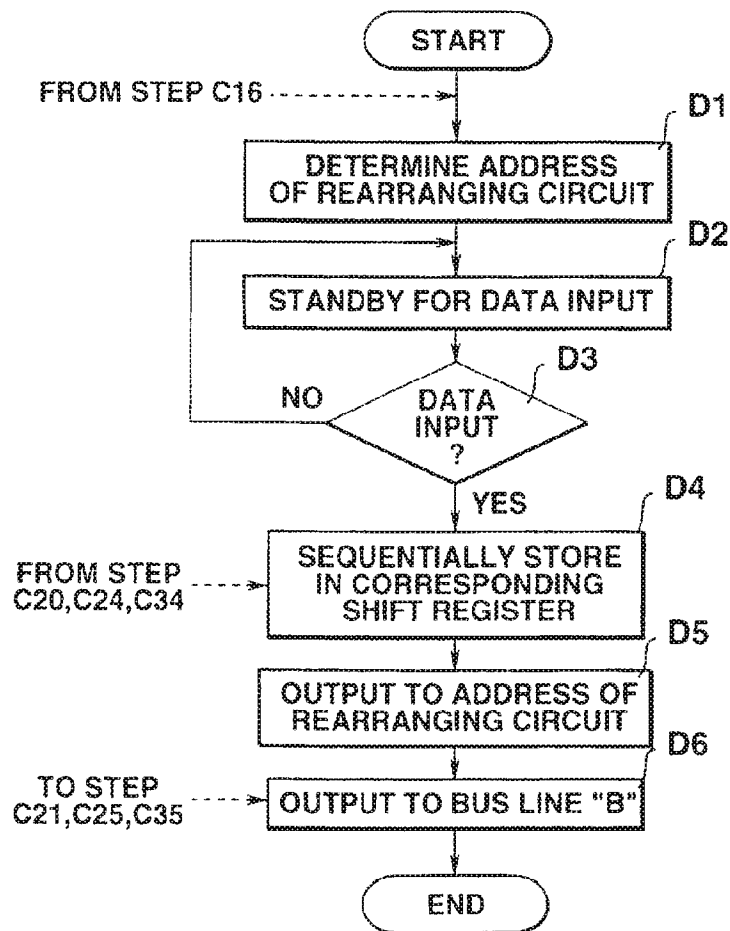 START
FROM STEP C16
D1
DETERMINE ADDRESS
OF REARRANGING CIRCUIT
D2
STANDBY FOR DATA INPUT
D3
NO
DATA
INPUT
?
YES
D4
FROM STEP
C20,C24,C34
SEQUENTIALLY STORE
IN CORRESPONDING
SHIFT REGISTER
D5
OUTPUT TO ADDRESS OF
REARRANGING CIRCUIT
D6
TO STEP
C21,C25,C35
OUTPUT TO BUS LINE "B"
END